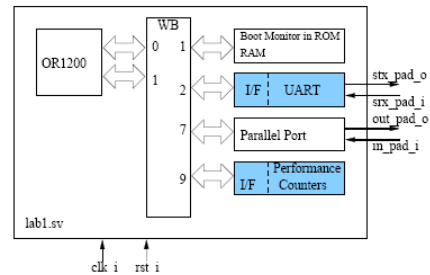 WB
OR1200
0
1
1
Boot Monitor in ROM
RAM
2
I/F
UART
stx_pad_o
srx_pad_i
7
Parallel Port
out_pad_o
in_pad_i
9
I/F
Performance
Counters
lab1.sv
clk_i
rst_i